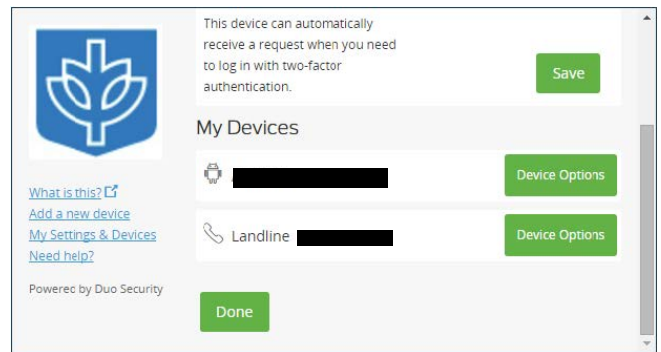 This device can automatically
receive a request when you need
to log in with two-factor
authentication.
Save
My Devices
Device Options
Landline
Device Options
Done
What is this?
Add a new device
My Settings & Devices
Need help?
Powered by Duo Security